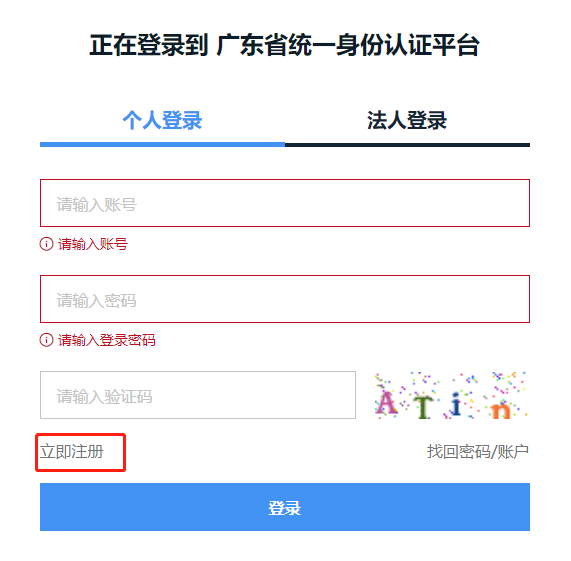 正在登录到 广东省统一身份认证平台
个人登录 法人登录
请输入账号
请输入账号
请输入密码
请输入登录密码
请输入验证码 A T i n
立即注册 找回密码/账户
登录